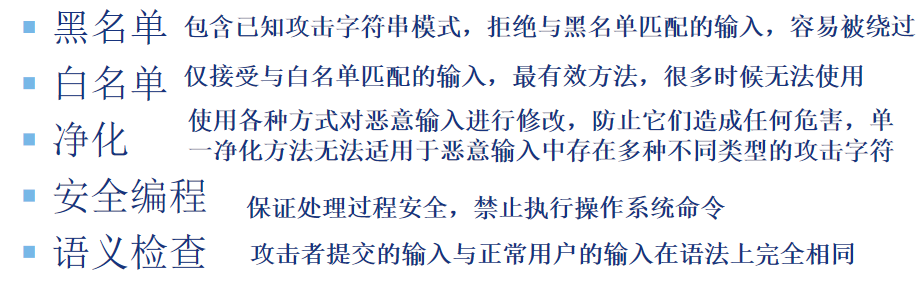 黑名单 包含已知攻击字符串模式，拒绝与黑名单匹配的输入，容易被绕过
白名单 仅接受与白名单匹配的输入，最有效方法，很多时候无法使用
净化 使用各种方式对恶意输入进行修改，防止它们造成任何危害，单
一净化方法无法适用于恶意输入中存在多种不同类型的攻击字符
安全编程 保证处理过程安全，禁止执行操作系统命令
语义检查 攻击者提交的输入与正常用户的输入在语法上完全相同